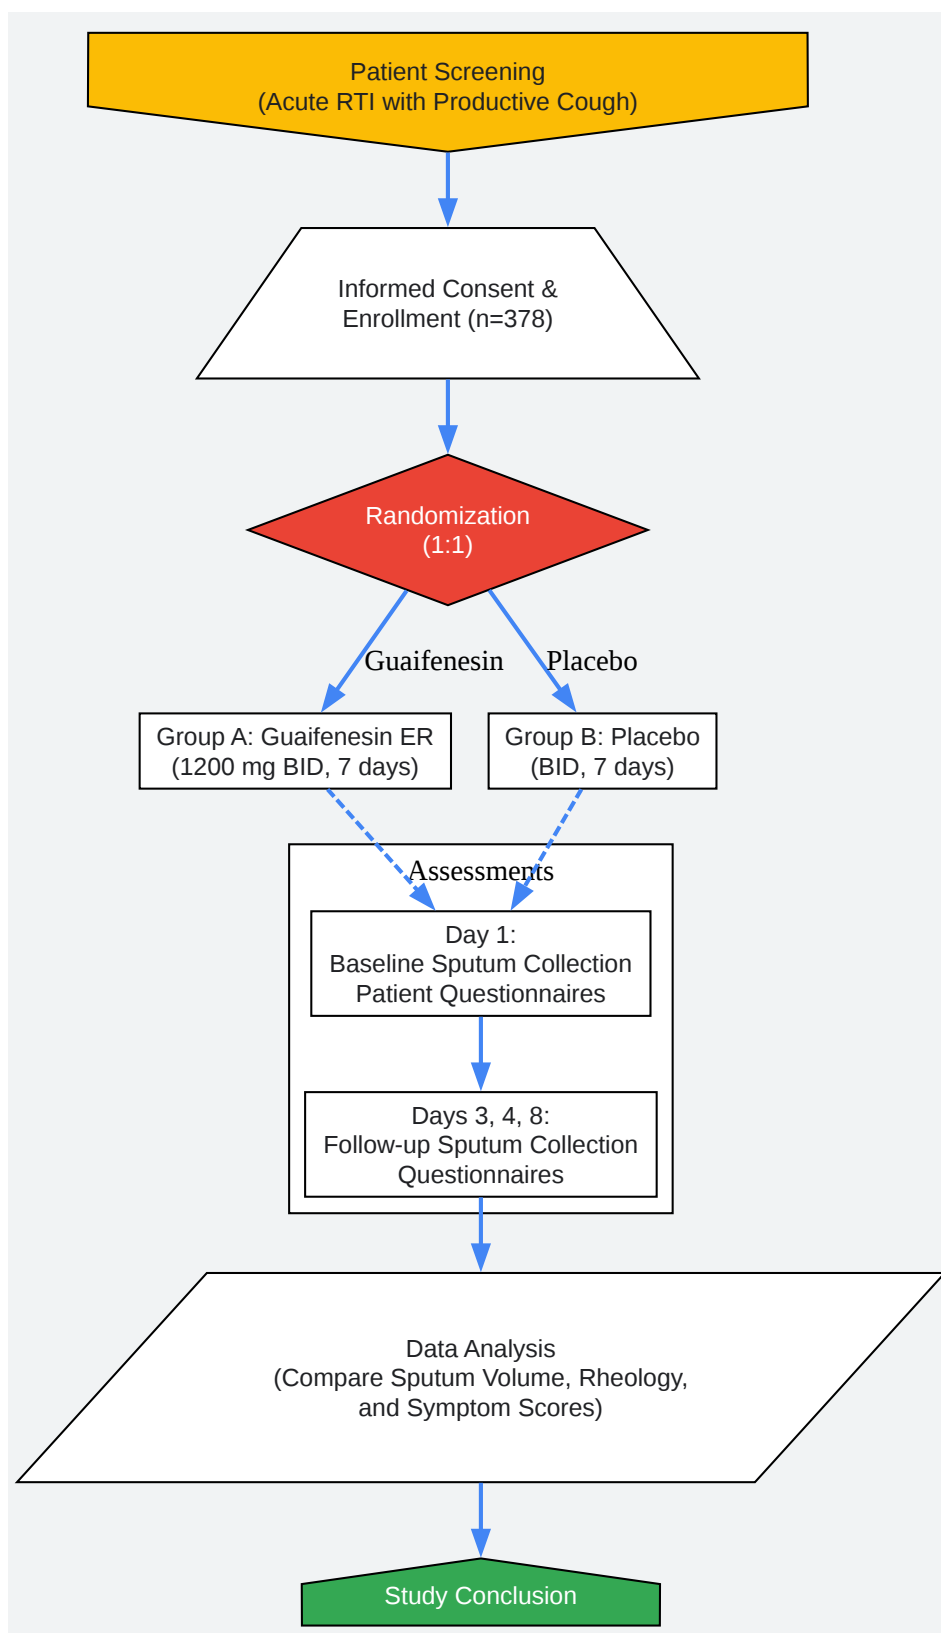 Patient Screening
(Acute RTI with Productive Cough)
Informed Consent &
Enrollment (n=378)
Randomization
(1:1)
Guaifenesin
Placebo
Group A: Guaifenesin ER
(1200 mg BID, 7 days)
Group B: Placebo
(BID, 7 days)
Assessments
Day 1:
Baseline Sputum Collection
Patient Questionnaires
Days 3, 4, 8:
Follow-up Sputum Collection
Questionnaires
Data Analysis
(Compare Sputum Volume, Rheology,
and Symptom Scores)
Study Conclusion